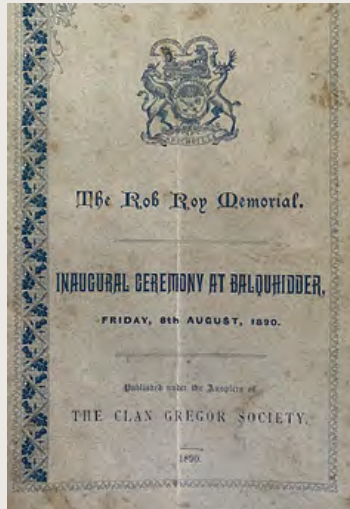 The Rob Roy Memorial.
INAUGURAL CEREMONY AT BALQUHIDDER,
FRIDAY, 8th AUGUST, 1890.
Published under the Auspices of
THE CLAN GREGOR SOCIETY.
1890.